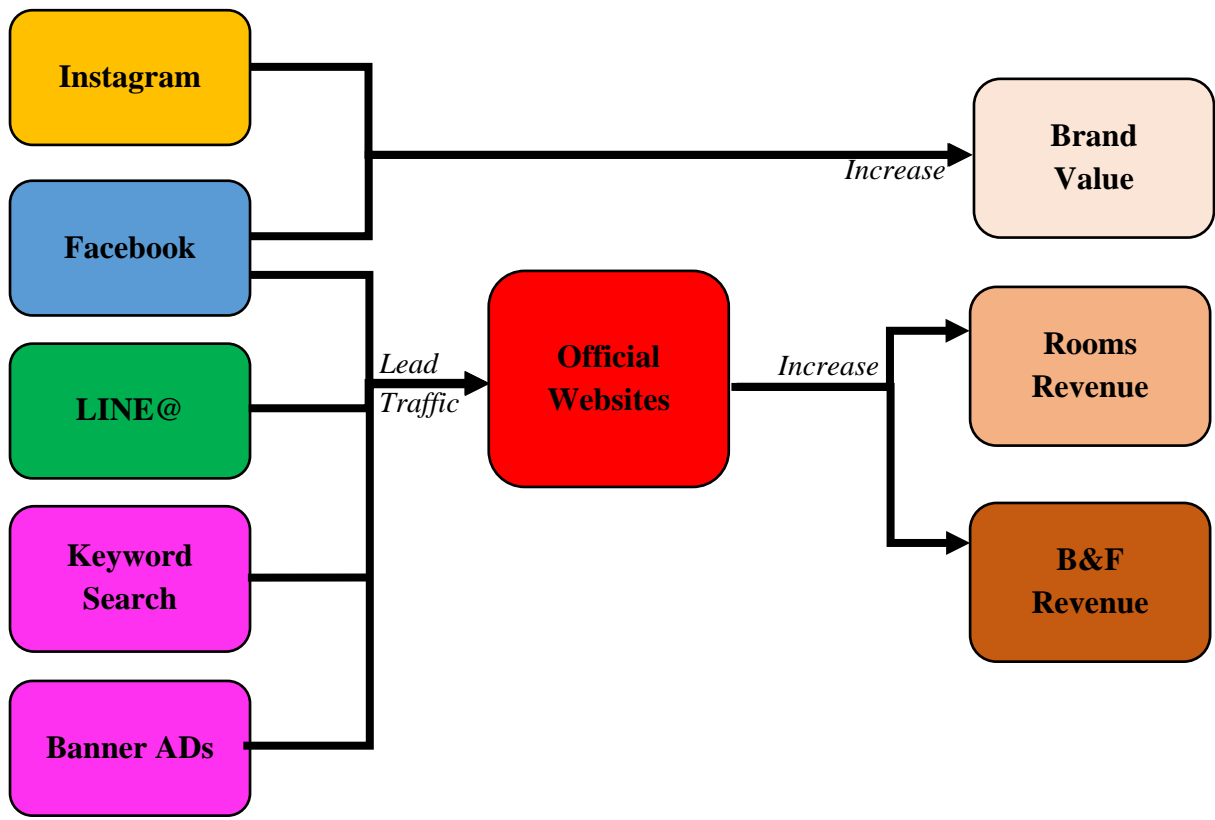 Instagram
Facebook
LINE@
Keyword
Search
Banner ADs
Lead
Traffic
Official
Websites
Increase
Increase
Brand
Value
Rooms
Revenue
B&F
Revenue